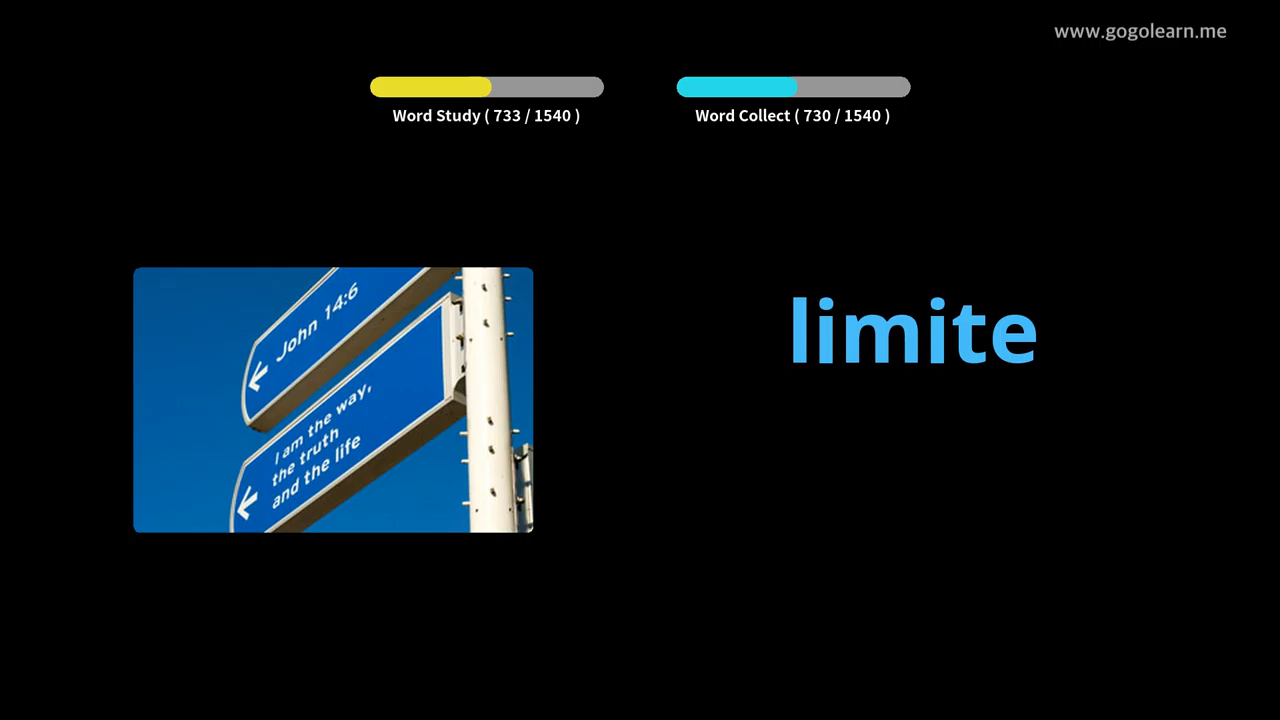 www.gogolearn.me
Word Study ( 733 / 1540 )
Word Collect ( 730 / 1540 )
John 14:6
I am the way,
the truth
and the life
limite